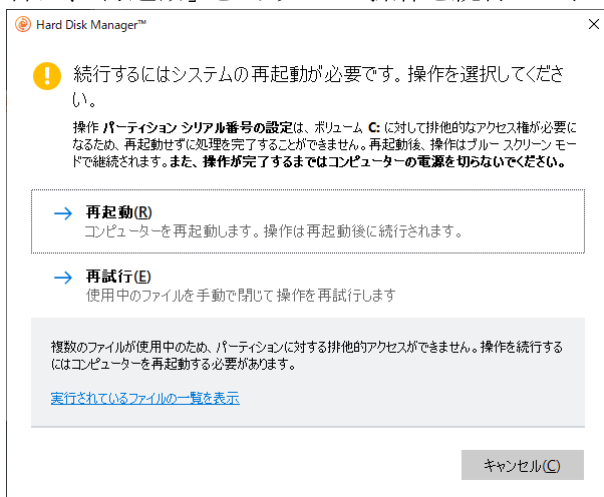 Hard Disk Manager™
続行するにはシステムの再起動が必要です。操作を選択してくださ
い。
操作 パーティション シリアル番号の設定は、ボリューム C: に対して排他的なアクセス権が必要に
なるため、再起動せずに処理を完了することができません。再起動後、操作はブルー スクリーン モー
ドで継続されます。また、操作が完了するまではコンピューターの電源を切らないでください。
→ 再起動(R)
コンピューターを再起動します。操作は再起動後に続行されます。
→ 再試行(E)
使用中のファイルを手動で閉じて操作を再試行します
複数のファイルが使用中のため、パーティションに対する排他的アクセスができません。操作を続行する
にはコンピューターを再起動する必要があります。
実行されているファイルの一覧を表示
キャンセル(C)